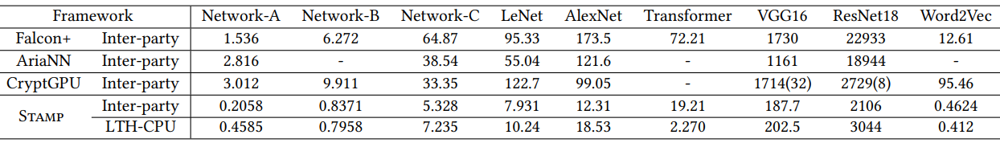 Framework Network-A Network-B Network-C LeNet AlexNet Transformer VGG16 ResNet18 Word2Vec
Falcon+ Inter-party 1.536 6.272 64.87 95.33 173.5 72.21 1730 22933 12.61
AriaNN Inter-party 2.816 - 38.54 55.04 121.6 - 1161 18944 -
CryptGPU Inter-party 3.012 9.911 33.35 122.7 99.05 - 1714(32) 2729(8) 95.46
Stamp Inter-party 0.2058 0.8371 5.328 7.931 12.31 19.21 187.7 2106 0.4624
LTH-CPU 0.4585 0.7958 7.235 10.24 18.53 2.270 202.5 3044 0.412